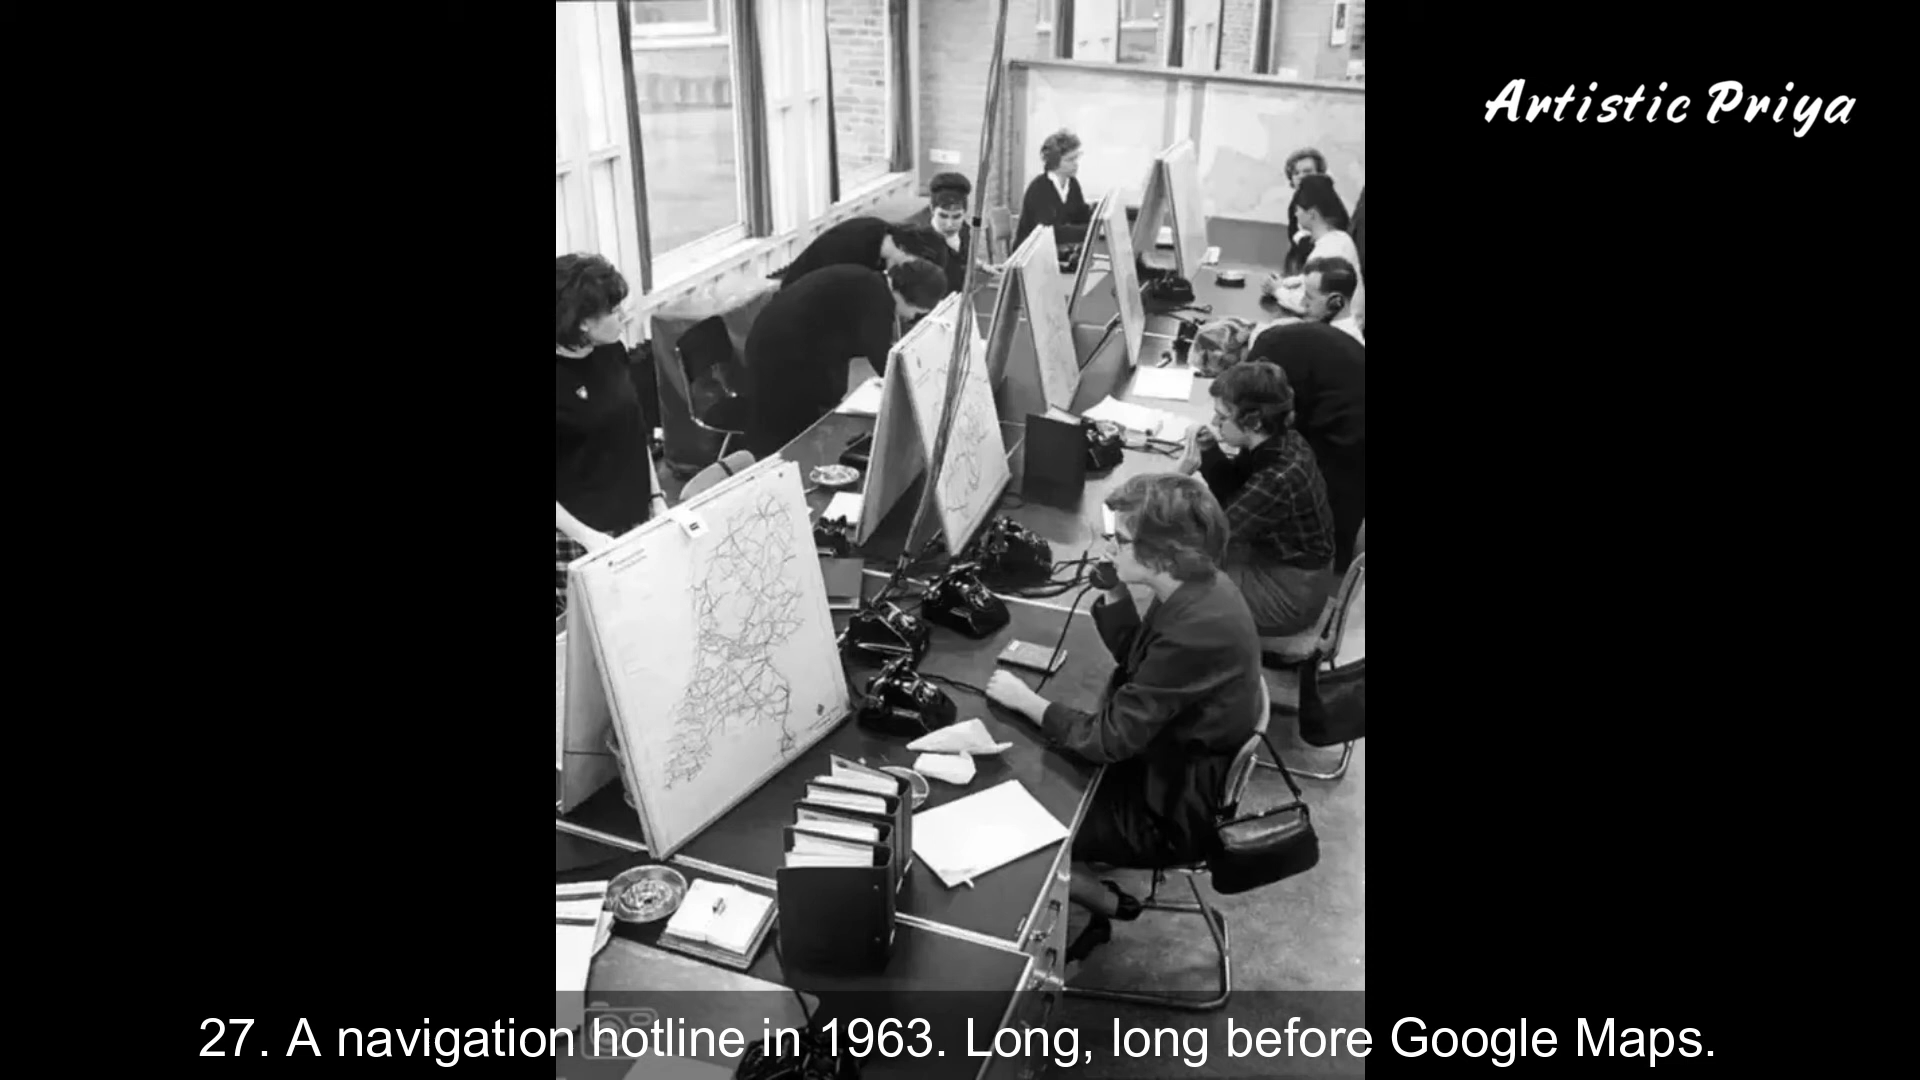 Artistic Priya
27. A navigation hotline in 1963. Long, long before Google Maps.